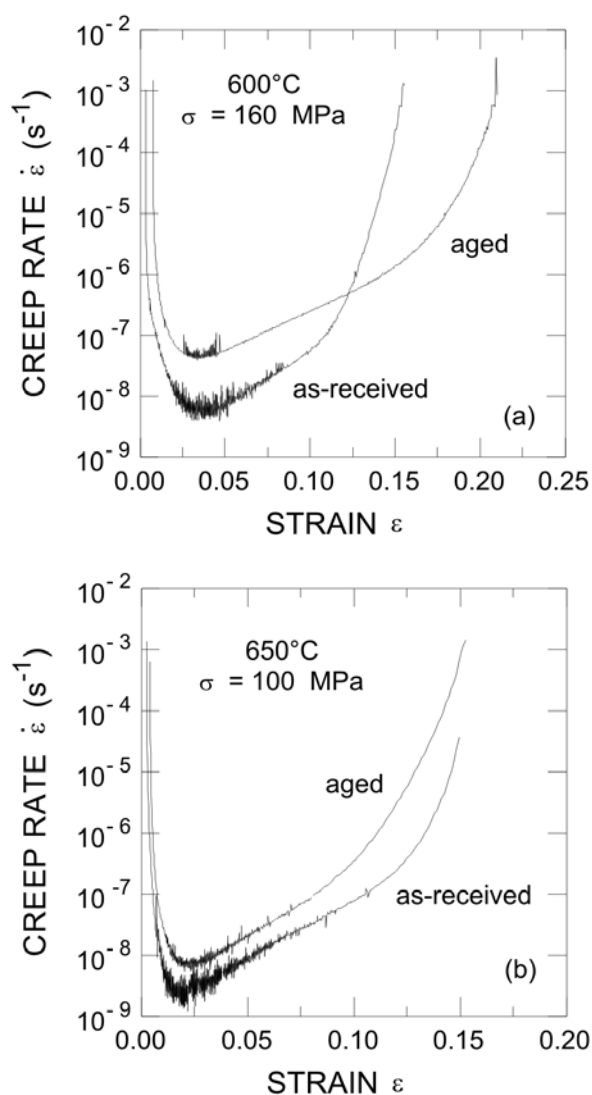 10⁻²
10⁻³
10⁻⁴
10⁻⁵
10⁻⁶
10⁻⁷
10⁻⁸
10⁻⁹
CREEP RATE ε̇ (s⁻¹)
600°C
σ = 160 MPa
aged
as-received
(a)
0.00 0.05 0.10 0.15 0.20 0.25
STRAIN ε
10⁻²
10⁻³
10⁻⁴
10⁻⁵
10⁻⁶
10⁻⁷
10⁻⁸
10⁻⁹
CREEP RATE ε̇ (s⁻¹)
650°C
σ = 100 MPa
aged
as-received
(b)
0.00 0.05 0.10 0.15 0.20
STRAIN ε